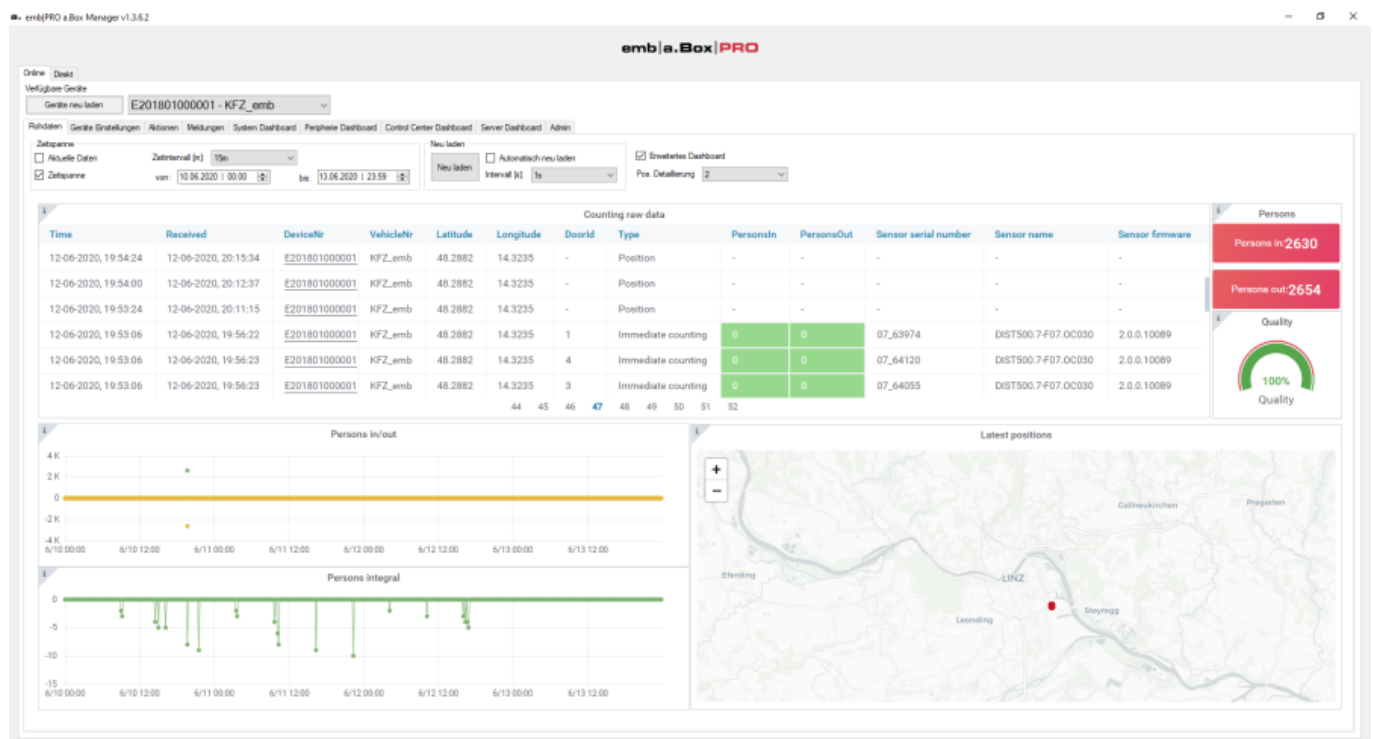 emb|PRO a.Box Manager v1.3.6.2
emb|a.Box|PRO
Online Direkt
Verfügbare Geräte
Geräte neu laden E201801000001 - KFZ_emb
Rohdaten Geräte Einstellungen Aktionen Meldungen System Dashboard Peripherie Dashboard Control Center Dashboard Server Dashboard Admin
Zeitspanne Neu laden
Aktuelle Daten Zeitintervall [m]: 15m Neu laden Automatisch neu laden Erweitertes Dashboard
Zeitspanne von: 10.06.2020 | 00:00 bis: 13.06.2020 | 23:59 Intervall [s]: 1s Pos. Detaillierung 2
Counting raw data
Time Received DeviceNr VehicleNr Latitude Longitude DoorId Type PersonsIn PersonsOut Sensor serial number Sensor name Sensor firmware
12-06-2020, 19:54:24 12-06-2020, 20:15:34 E201801000001 KFZ_emb 48.2882 14.3235 - Position - - - - -
12-06-2020, 19:54:00 12-06-2020, 20:12:37 E201801000001 KFZ_emb 48.2882 14.3235 - Position - - - - -
12-06-2020, 19:53:24 12-06-2020, 20:11:15 E201801000001 KFZ_emb 48.2882 14.3235 - Position - - - - -
12-06-2020, 19:53:06 12-06-2020, 19:56:22 E201801000001 KFZ_emb 48.2882 14.3235 1 Immediate counting 0 0 07_63974 DIST500.7-F07.OC030 2.0.0.10089
12-06-2020, 19:53:06 12-06-2020, 19:56:23 E201801000001 KFZ_emb 48.2882 14.3235 4 Immediate counting 0 0 07_64120 DIST500.7-F07.OC030 2.0.0.10089
12-06-2020, 19:53:06 12-06-2020, 19:56:23 E201801000001 KFZ_emb 48.2882 14.3235 3 Immediate counting 0 0 07_64055 DIST500.7-F07.OC030 2.0.0.10089
44 45 46 47 48 49 50 51 52
Persons
Persons in:2630
Persons out:2654
Quality
100%
Quality
Persons in/out
4 K
2 K
0
-2 K
-4 K
6/10 00:00 6/10 12:00 6/11 00:00 6/11 12:00 6/12 00:00 6/12 12:00 6/13 00:00 6/13 12:00
Persons integral
0
-5
-10
-15
6/10 00:00 6/10 12:00 6/11 00:00 6/11 12:00 6/12 00:00 6/12 12:00 6/13 00:00 6/13 12:00
Latest positions
+
−
Gallneukirchen Pregarten
Eferding LINZ
Steyregg
Leonding